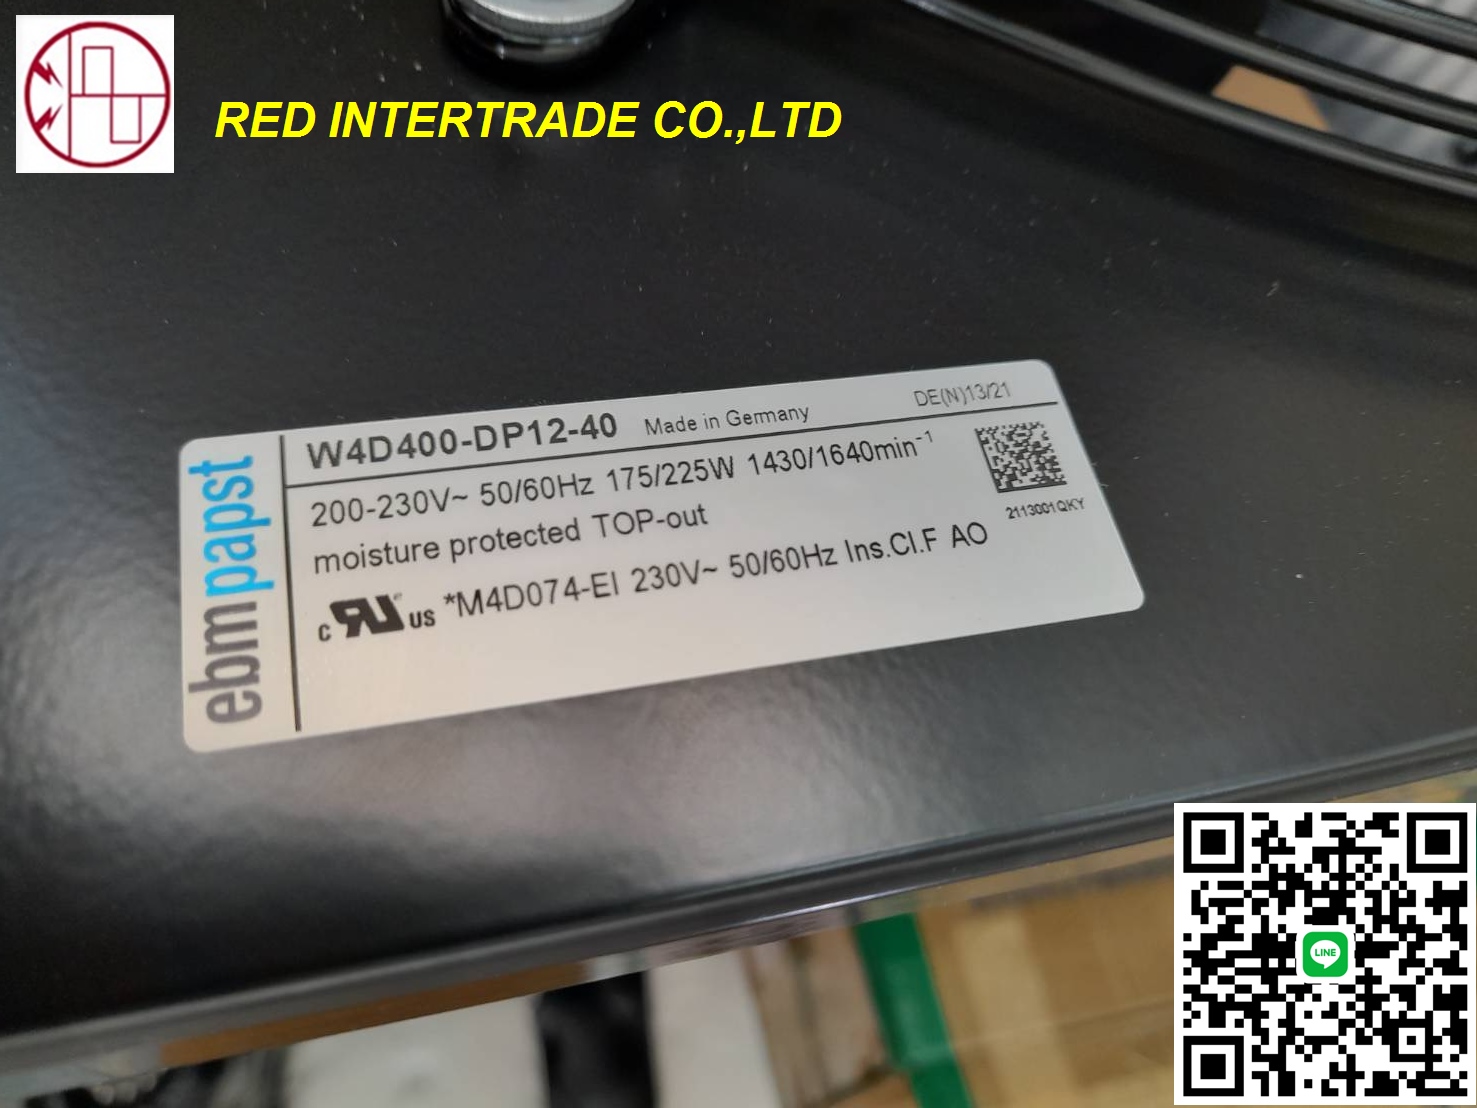 RED INTERTRADE CO.,LTD
ebmpapst
W4D400-DP12-40 Made in Germany DE(N)13/21
200-230V~ 50/60Hz 175/225W 1430/1640min⁻¹
moisture protected TOP-out
2113001QKY
c RU us *M4D074-EI 230V~ 50/60Hz Ins.Cl.F AO
LINE